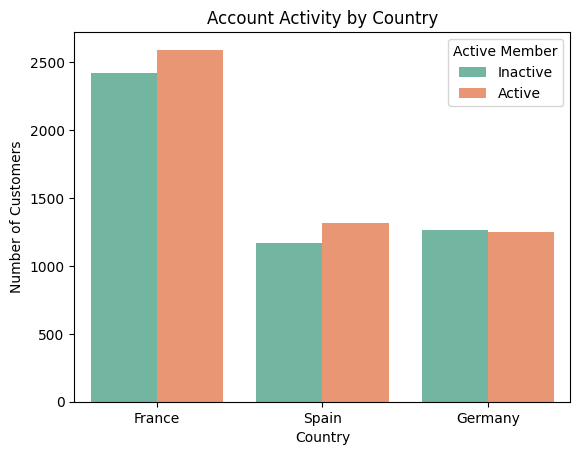 Account Activity by Country
Active Member
Inactive
Active
2500
2000
1500
1000
500
0
Number of Customers
France
Spain
Germany
Country